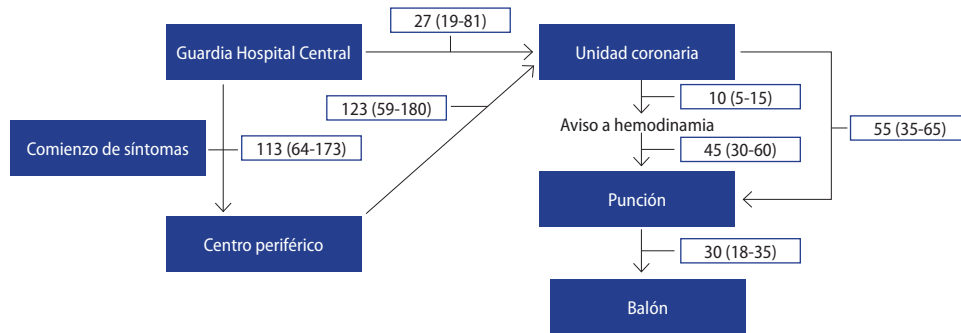 27 (19-81)
Guardia Hospital Central
Unidad coronaria
123 (59-180)
10 (5-15)
Aviso a hemodinamia
55 (35-65)
Comienzo de síntomas
113 (64-173)
45 (30-60)
Punción
Centro periférico
30 (18-35)
Balón